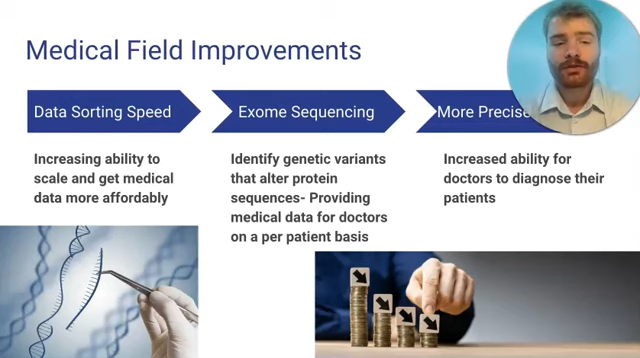 Medical Field Improvements
Data Sorting Speed
Exome Sequencing
More Precise
Increasing ability to
scale and get medical
data more affordably
Identify genetic variants
that alter protein
sequences- Providing
medical data for doctors
on a per patient basis
Increased ability for
doctors to diagnose their
patients